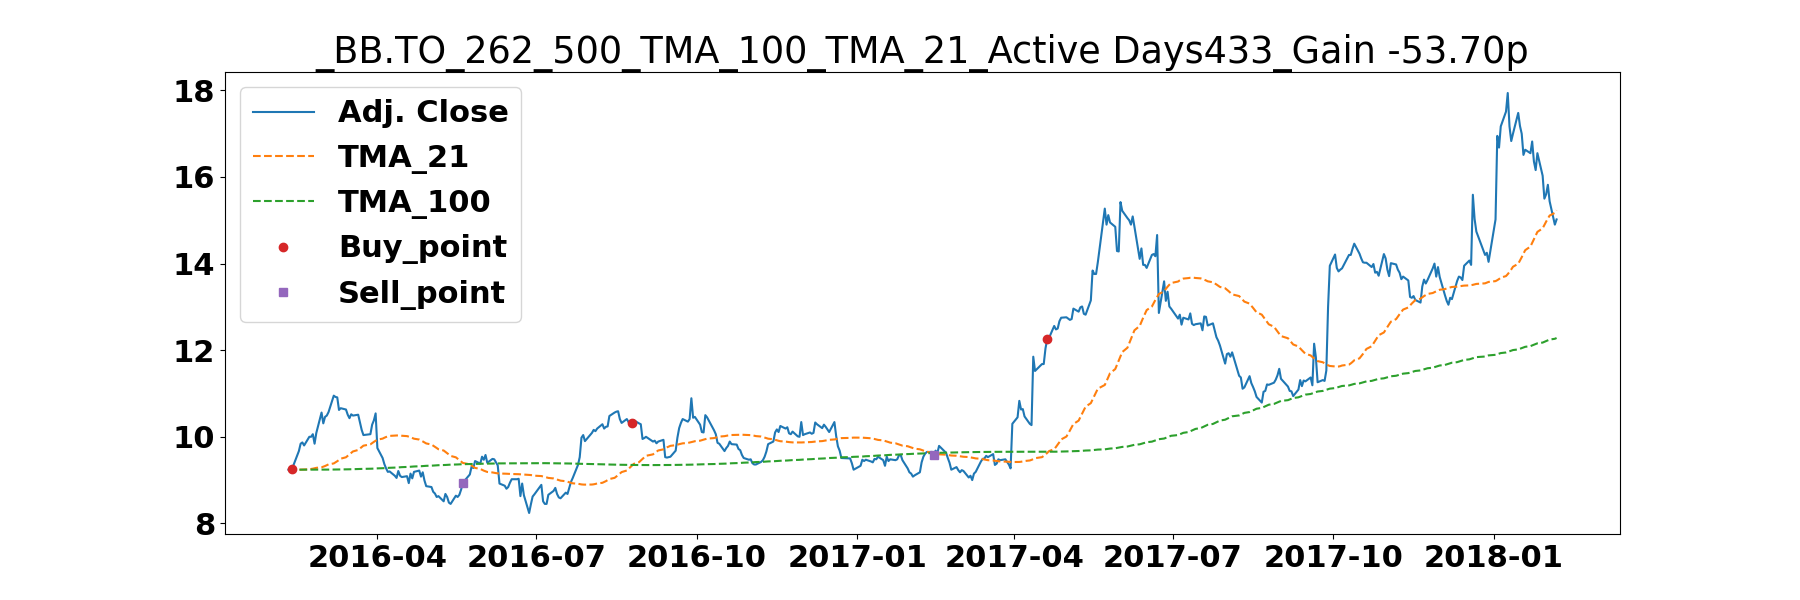 _BB.TO_262_500_TMA_100_TMA_21_Active Days433_Gain -53.70p
18
16
14
12
10
8
Adj. Close
TMA_21
TMA_100
Buy_point
Sell_point
2016-04 2016-07 2016-10 2017-01 2017-04 2017-07 2017-10 2018-01